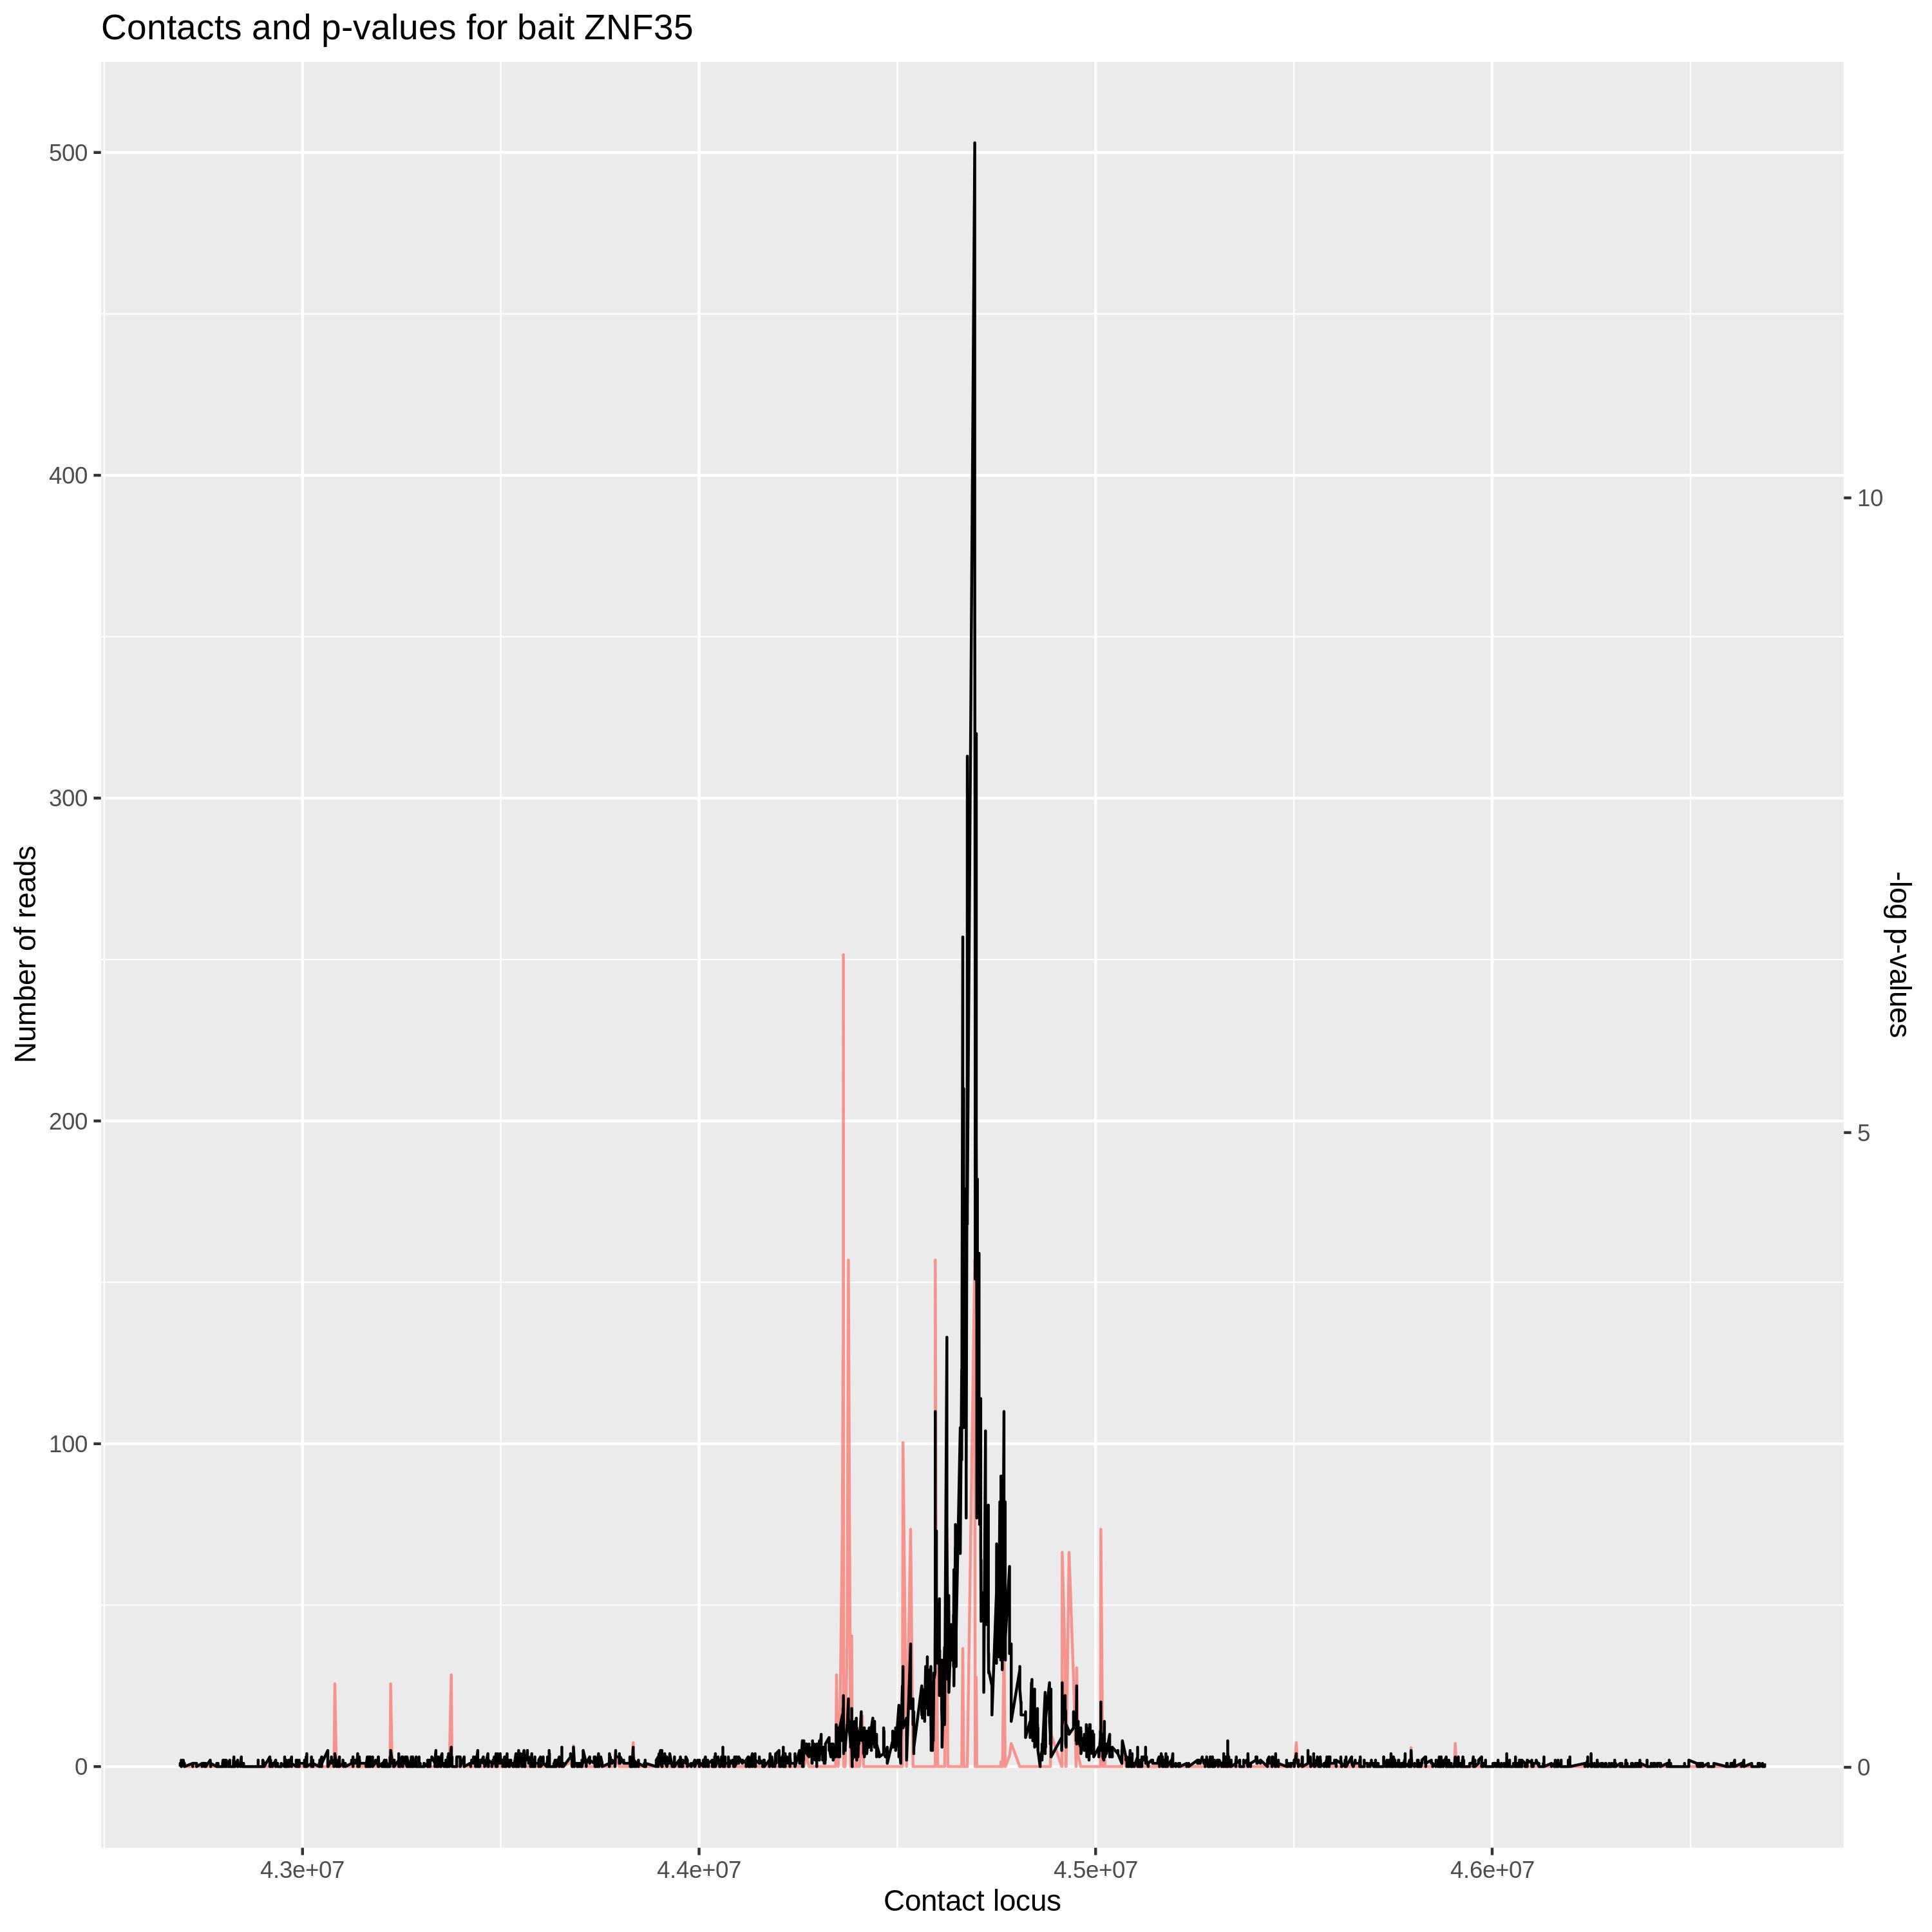 Contacts and p-values for bait ZNF35
500
400
300
200
100
0
Number of reads
10
5
0
-log p-values
4.3e+07
4.4e+07
4.5e+07
4.6e+07
Contact locus